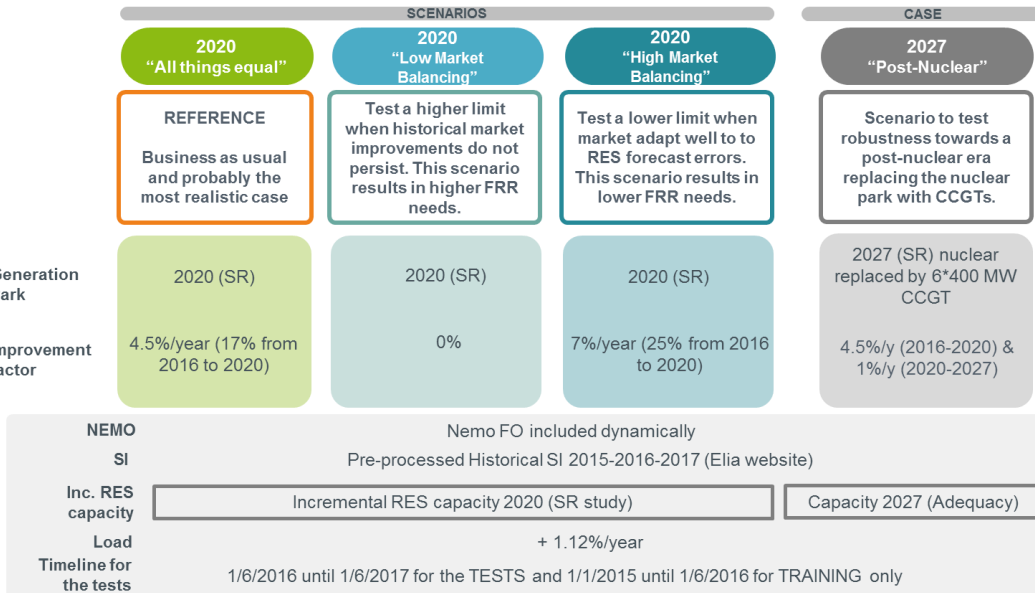 SCENARIOS
CASE
2020
“All things equal”
2020
“Low Market
Balancing”
2020
“High Market
Balancing”
2027
“Post-Nuclear”
REFERENCE
Business as usual
and probably the
most realistic case
Test a higher limit
when historical market
improvements do not
persist. This scenario
results in higher FRR
needs.
Test a lower limit when
market adapt well to to
RES forecast errors.
This scenario results in
lower FRR needs.
Scenario to test
robustness towards a
post-nuclear era
replacing the nuclear
park with CCGTs.
Generation
ark
2020 (SR)
2020 (SR)
2020 (SR)
2027 (SR) nuclear
replaced by 6*400 MW
CCGT
mprovement
actor
4.5%/year (17% from
2016 to 2020)
0%
7%/year (25% from 2016
to 2020)
4.5%/y (2016-2020) &
1%/y (2020-2027)
NEMO
Nemo FO included dynamically
SI
Pre-processed Historical SI 2015-2016-2017 (Elia website)
Inc. RES
capacity
Incremental RES capacity 2020 (SR study)
Capacity 2027 (Adequacy)
Load
+ 1.12%/year
Timeline for
the tests
1/6/2016 until 1/6/2017 for the TESTS and 1/1/2015 until 1/6/2016 for TRAINING only